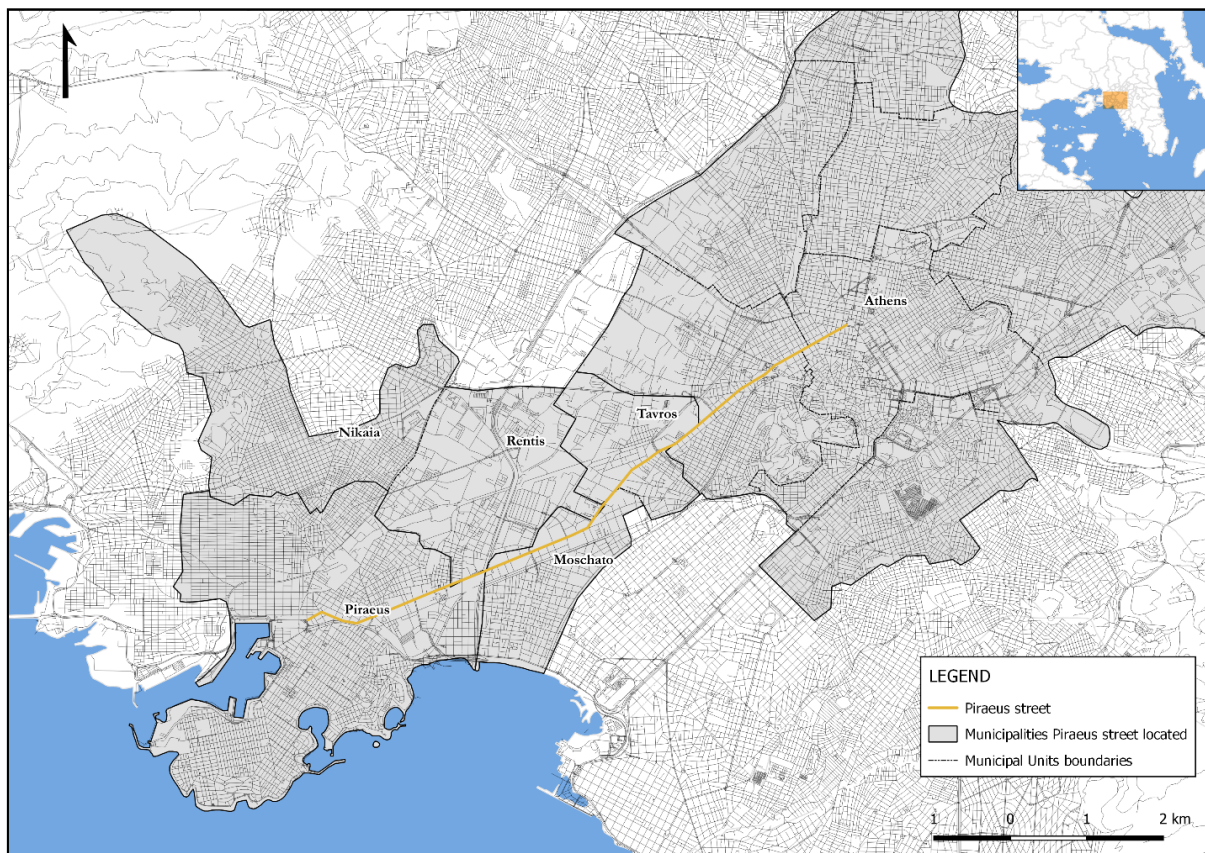 Athens
Tavros
Nikaia
Rentis
Moschato
Piraeus
LEGEND
Piraeus street
Municipalities Piraeus street located
Municipal Units boundaries
1 0 1 2 km